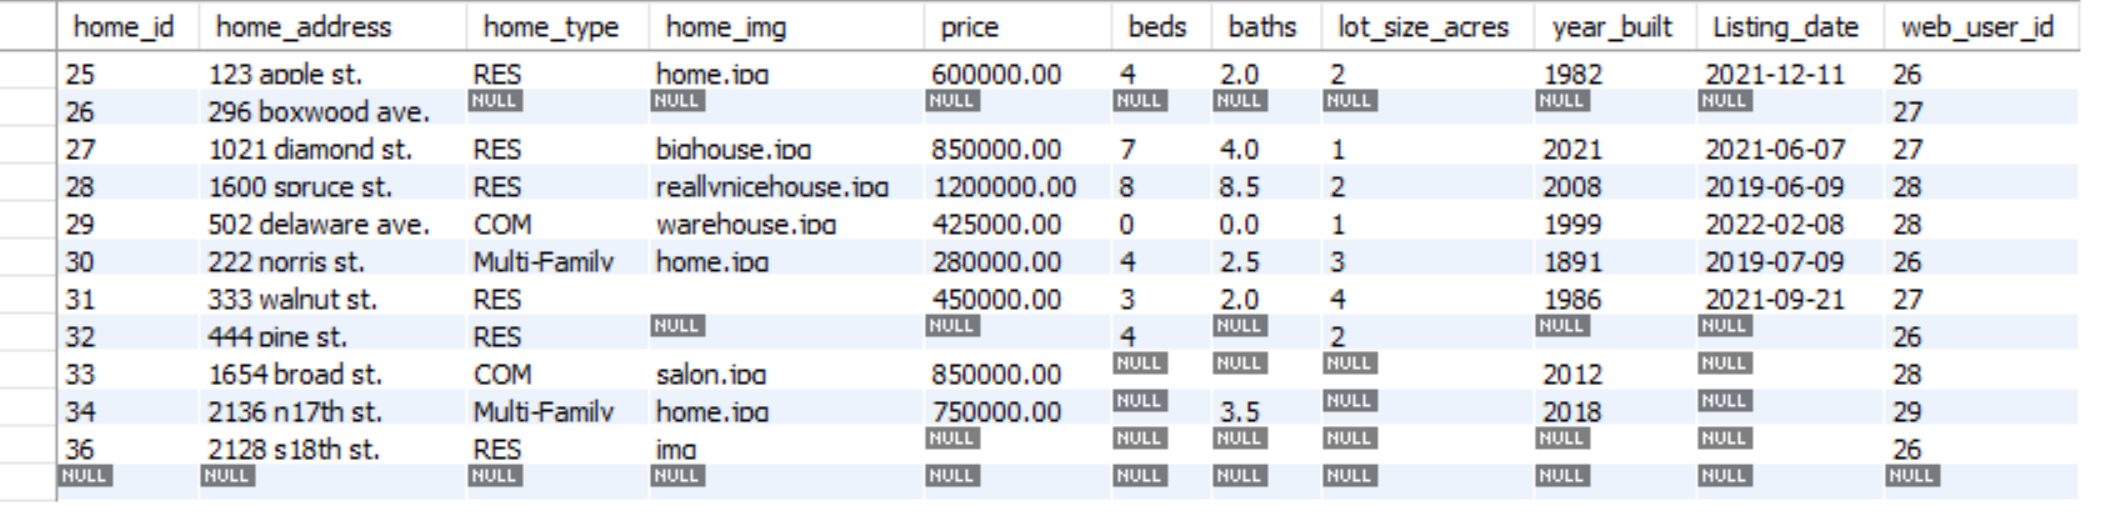 home_id home_address home_type home_img price beds baths lot_size_acres year_built Listing_date web_user_id
25 123 apple st. RES home.jpg 600000.00 4 2.0 2 1982 2021-12-11 26
26 296 boxwood ave. NULL NULL NULL NULL NULL NULL NULL NULL 27
27 1021 diamond st. RES bighouse.jpg 850000.00 7 4.0 1 2021 2021-06-07 27
28 1600 spruce st. RES reallynicehouse.jpg 1200000.00 8 8.5 2 2008 2019-06-09 28
29 502 delaware ave. COM warehouse.jpg 425000.00 0 0.0 1 1999 2022-02-08 28
30 222 norris st. Multi-Family home.jpg 280000.00 4 2.5 3 1891 2019-07-09 26
31 333 walnut st. RES 450000.00 3 2.0 4 1986 2021-09-21 27
32 444 pine st. RES NULL NULL 4 NULL 2 NULL NULL 26
33 1654 broad st. COM salon.jpg 850000.00 NULL NULL NULL 2012 NULL 28
34 2136 n17th st. Multi-Family home.jpg 750000.00 NULL 3.5 NULL 2018 NULL 29
36 2128 s18th st. RES img NULL NULL NULL NULL NULL NULL 26
NULL NULL NULL NULL NULL NULL NULL NULL NULL NULL NULL